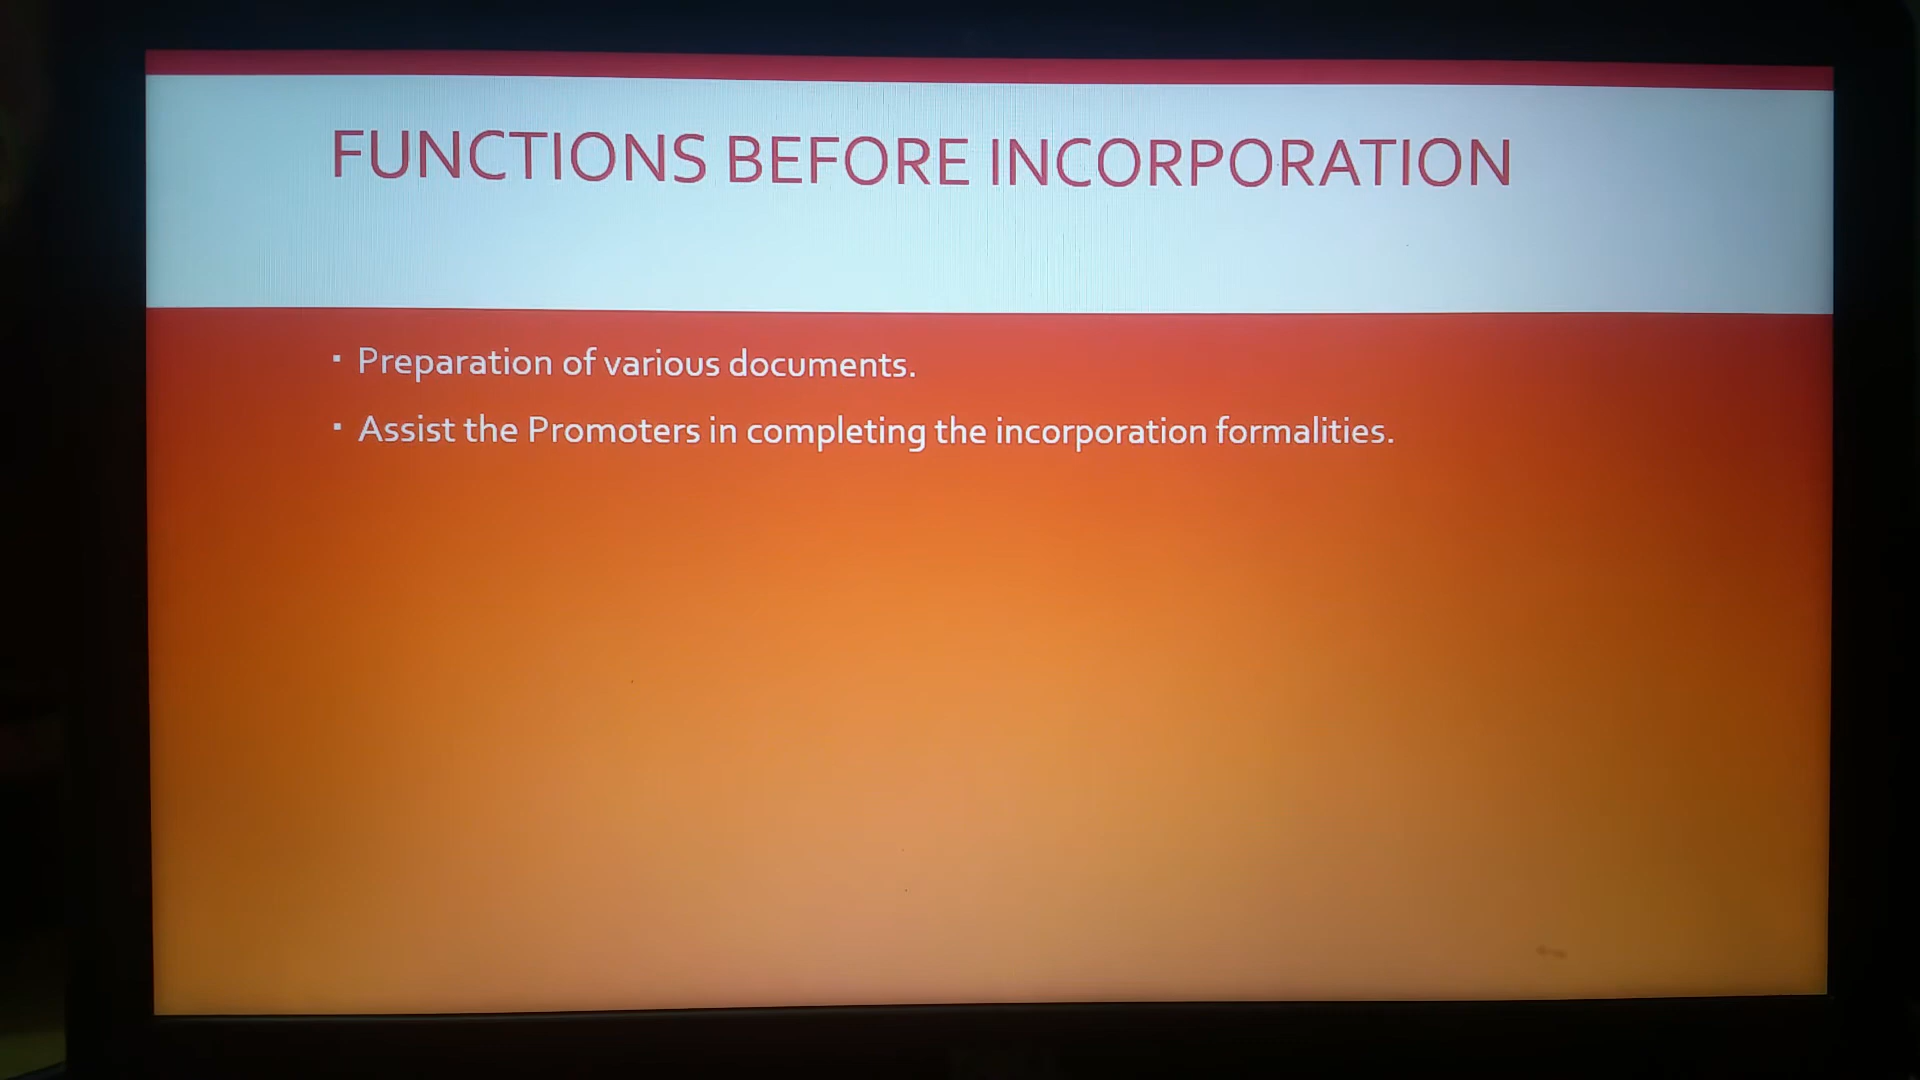 FUNCTIONS BEFORE INCORPORATION
▪ Preparation of various documents.
▪ Assist the Promoters in completing the incorporation formalities.